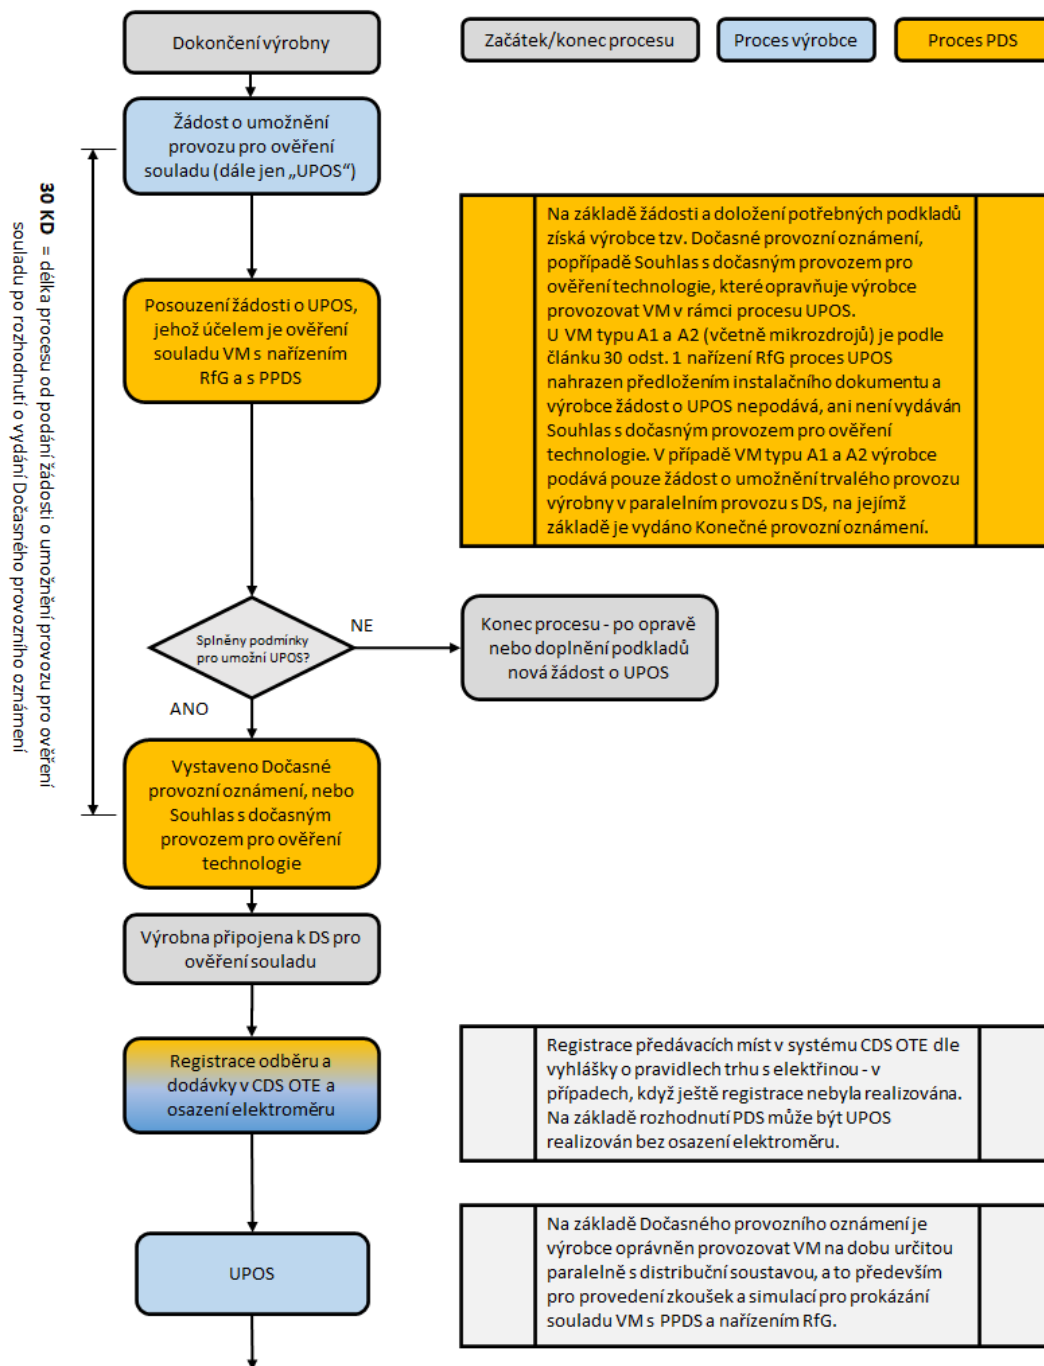 Dokončení výrobny
Začátek/konec procesu
Proces výrobce
Proces PDS
Žádost o umožnění
provozu pro ověření
souladu (dále jen „UPOS“)
30 KD = délka procesu od podání žádosti o umožnění provozu pro ověření
souladu po rozhodnutí o vydání Dočasného provozního oznámení
Posouzení žádosti o UPOS,
jehož účelem je ověření
souladu VM s nařízením
RfG a s PPDS
Na základě žádosti a doložení potřebných podkladů
získá výrobce tzv. Dočasné provozní oznámení,
popřípadě Souhlas s dočasným provozem pro
ověření technologie, které opravňuje výrobce
provozovat VM v rámci procesu UPOS.
U VM typu A1 a A2 (včetně mikrozdrojů) je podle
článku 30 odst. 1 nařízení RfG proces UPOS
nahrazen předložením instalačního dokumentu a
výrobce žádost o UPOS nepodává, ani není vydáván
Souhlas s dočasným provozem pro ověření
technologie. V případě VM typu A1 a A2 výrobce
podává pouze žádost o umožnění trvalého provozu
výrobny v paralelním provozu s DS, na jejímž
základě je vydáno Konečné provozní oznámení.
Splněny podmínky
pro umožní UPOS?
NE
Konec procesu - po opravě
nebo doplnění podkladů
nová žádost o UPOS
ANO
Vystaveno Dočasné
provozní oznámení, nebo
Souhlas s dočasným
provozem pro ověření
technologie
Výrobna připojena k DS pro
ověření souladu
Registrace odběru a
dodávky v CDS OTE a
osazení elektroměru
Registrace předávacích míst v systému CDS OTE dle
vyhlášky o pravidlech trhu s elektřinou - v
případech, když ještě registrace nebyla realizována.
Na základě rozhodnutí PDS může být UPOS
realizován bez osazení elektroměru.
UPOS
Na základě Dočasného provozního oznámení je
výrobce oprávněn provozovat VM na dobu určitou
paralelně s distribuční soustavou, a to především
pro provedení zkoušek a simulací pro prokázání
souladu VM s PPDS a nařízením RfG.